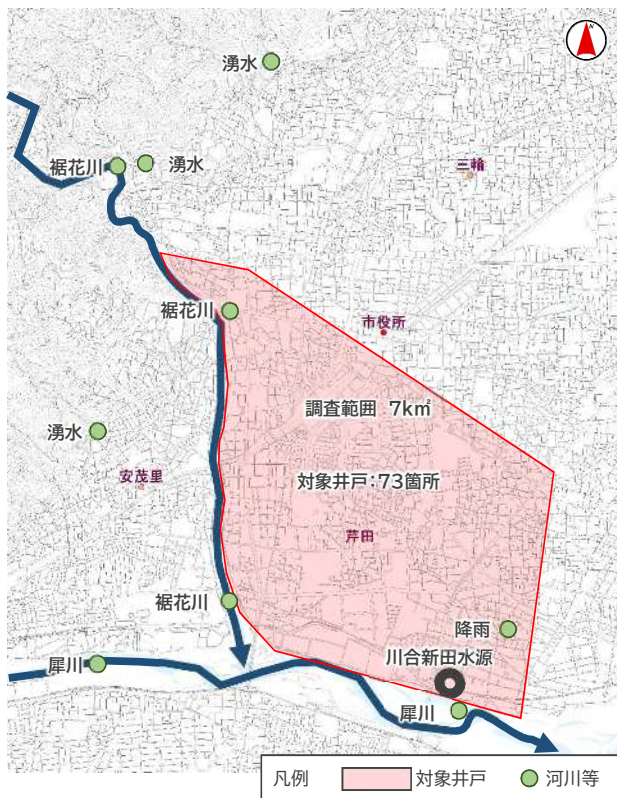 N
湧水
裾花川
湧水
三輪
裾花川
市役所
調査範囲 7k㎡
湧水
対象井戸:73箇所
安茂里
芹田
裾花川
降雨
川合新田水源
犀川
犀川
凡例
対象井戸
河川等